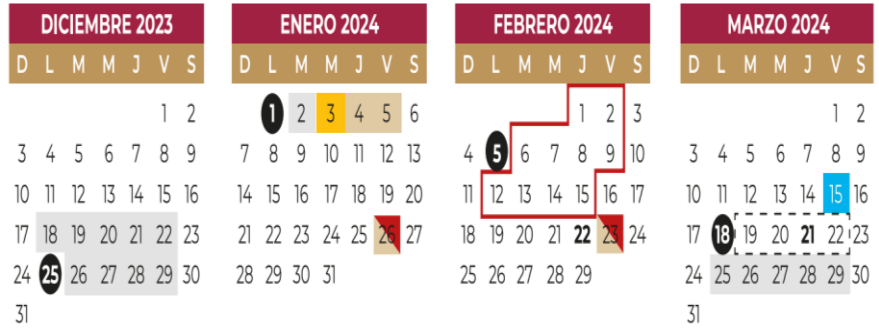 DICIEMBRE 2023
D L M M J V S
1 2
3 4 5 6 7 8 9
10 11 12 13 14 15 16
17 18 19 20 21 22 23
24 25 26 27 28 29 30
31
ENERO 2024
D L M M J V S
1 2 3 4 5 6
7 8 9 10 11 12 13
14 15 16 17 18 19 20
21 22 23 24 25 26 27
28 29 30 31
FEBRERO 2024
D L M M J V S
1 2 3
4 5 6 7 8 9 10
11 12 13 14 15 16 17
18 19 20 21 22 23 24
25 26 27 28 29
MARZO 2024
D L M M J V S
1 2
3 4 5 6 7 8 9
10 11 12 13 14 15 16
17 18 19 20 21 22 23
24 25 26 27 28 29 30
31